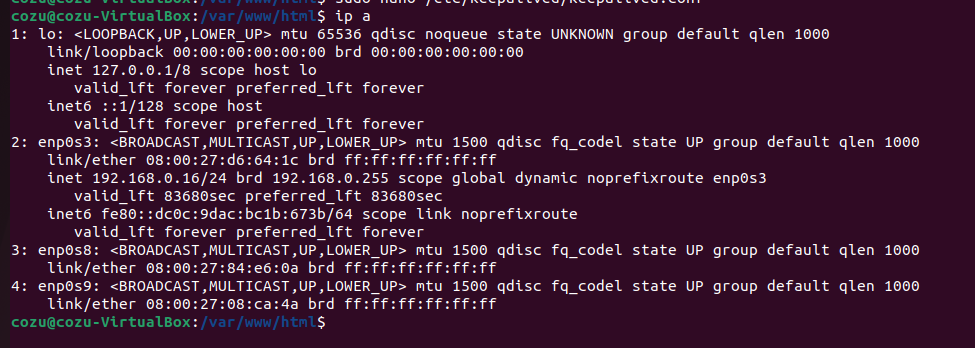 cozu@cozu-VirtualBox:/var/www/html$ sudo nano /etc/keepalived/keepalived.conf
cozu@cozu-VirtualBox:/var/www/html$ ip a
1: lo: <LOOPBACK,UP,LOWER_UP> mtu 65536 qdisc noqueue state UNKNOWN group default qlen 1000
    link/loopback 00:00:00:00:00:00 brd 00:00:00:00:00:00
    inet 127.0.0.1/8 scope host lo
       valid_lft forever preferred_lft forever
    inet6 ::1/128 scope host
       valid_lft forever preferred_lft forever
2: enp0s3: <BROADCAST,MULTICAST,UP,LOWER_UP> mtu 1500 qdisc fq_codel state UP group default qlen 1000
    link/ether 08:00:27:d6:64:1c brd ff:ff:ff:ff:ff:ff
    inet 192.168.0.16/24 brd 192.168.0.255 scope global dynamic noprefixroute enp0s3
       valid_lft 83680sec preferred_lft 83680sec
    inet6 fe80::dc0c:9dac:bc1b:673b/64 scope link noprefixroute
       valid_lft forever preferred_lft forever
3: enp0s8: <BROADCAST,MULTICAST,UP,LOWER_UP> mtu 1500 qdisc fq_codel state UP group default qlen 1000
    link/ether 08:00:27:84:e6:0a brd ff:ff:ff:ff:ff:ff
4: enp0s9: <BROADCAST,MULTICAST,UP,LOWER_UP> mtu 1500 qdisc fq_codel state UP group default qlen 1000
    link/ether 08:00:27:08:ca:4a brd ff:ff:ff:ff:ff:ff
cozu@cozu-VirtualBox:/var/www/html$